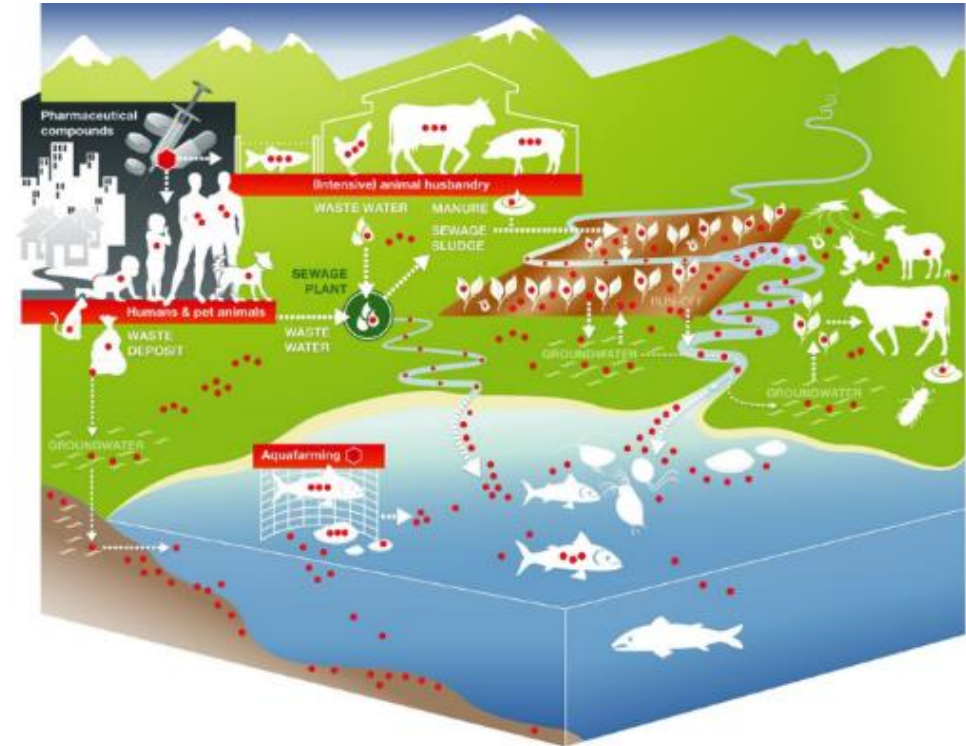 Pharmaceutical
compounds
(Intensive) animal husbandry
WASTE WATER
MANURE
SEWAGE
SLUDGE
SEWAGE
PLANT
Humans & pet animals
WASTE
DEPOSIT
WASTE
WATER
RUN-OFF
GROUNDWATER
GROUNDWATER
GROUNDWATER
Aquafarming